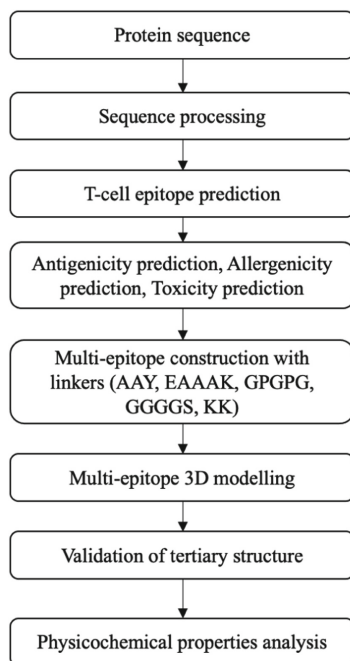 Protein sequence
Sequence processing
T-cell epitope prediction
Antigenicity prediction, Allergenicity
prediction, Toxicity prediction
Multi-epitope construction with
linkers (AAY, EAAAK, GPGPG,
GGGGS, KK)
Multi-epitope 3D modelling
Validation of tertiary structure
Physicochemical properties analysis